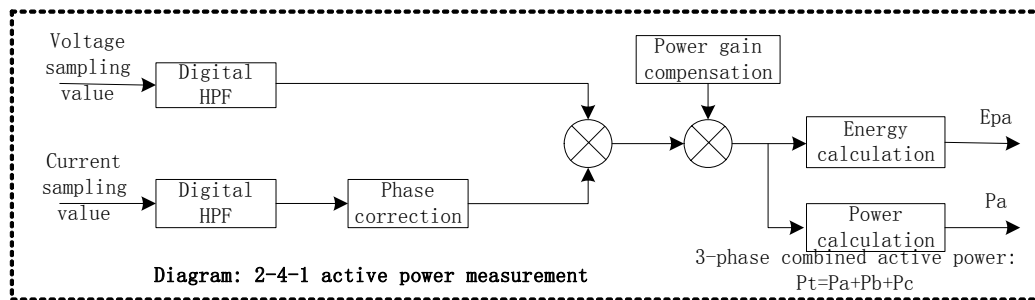 Voltage
sampling
value
Digital
HPF
Power gain
compensation
Energy
calculation
Epa
Current
sampling
value
Digital
HPF
Phase
correction
Power
calculation
Pa
Diagram: 2-4-1 active power measurement
3-phase combined active power:
Pt=Pa+Pb+Pc